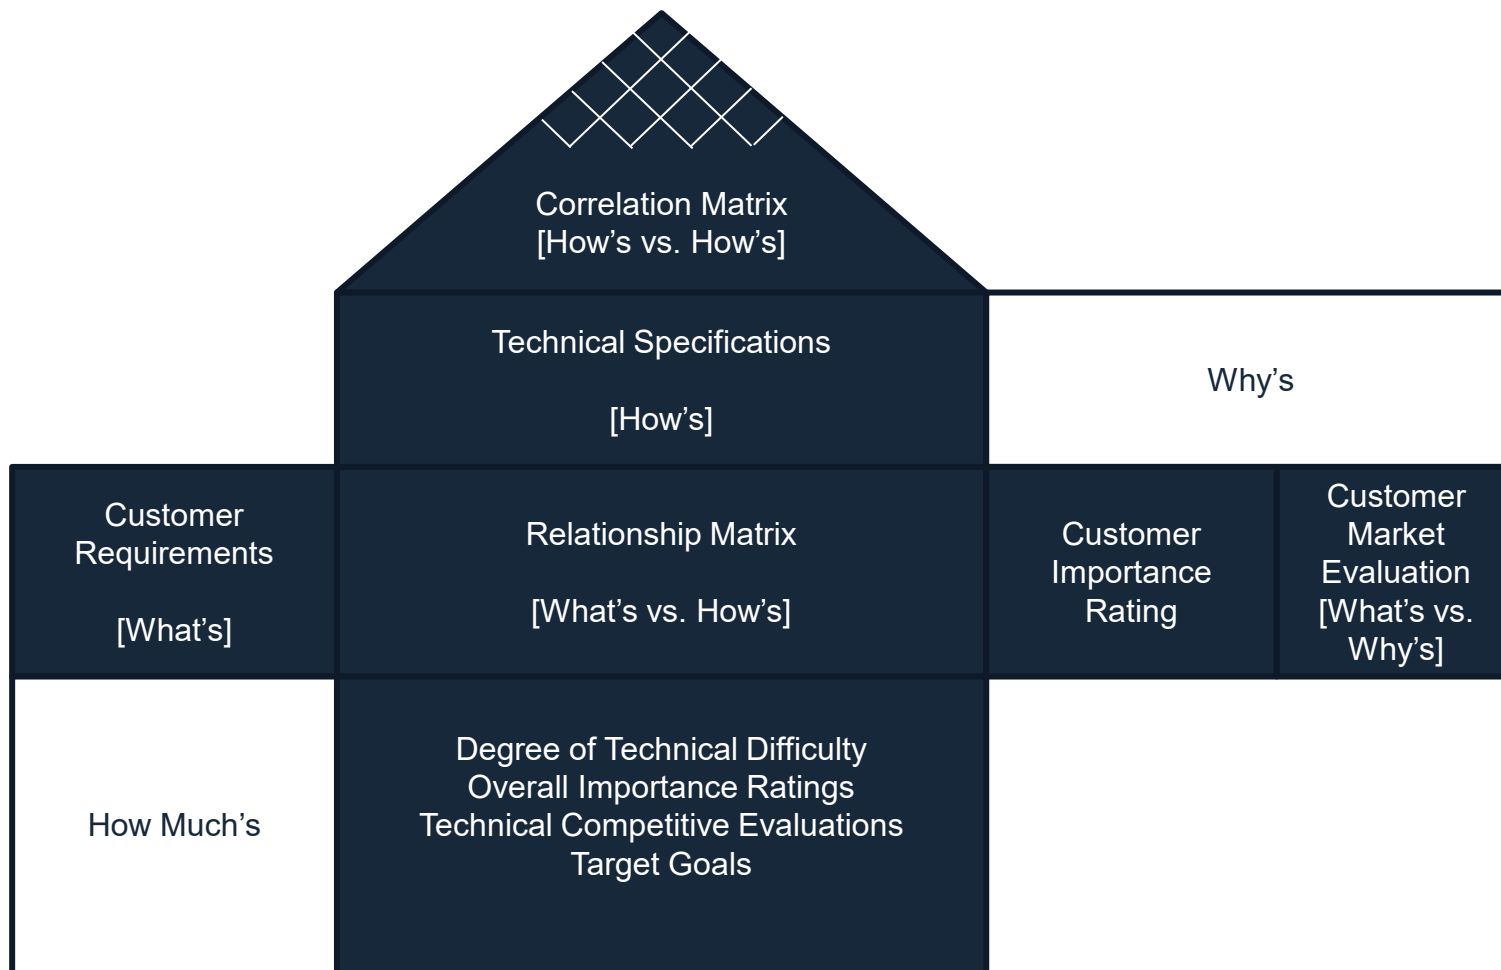 Correlation Matrix
[How’s vs. How’s]
Technical Specifications
[How’s]
Why’s
Customer
Requirements
[What’s]
Relationship Matrix
[What’s vs. How’s]
Customer
Importance
Rating
Customer
Market
Evaluation
[What’s vs.
Why’s]
How Much’s
Degree of Technical Difficulty
Overall Importance Ratings
Technical Competitive Evaluations
Target Goals